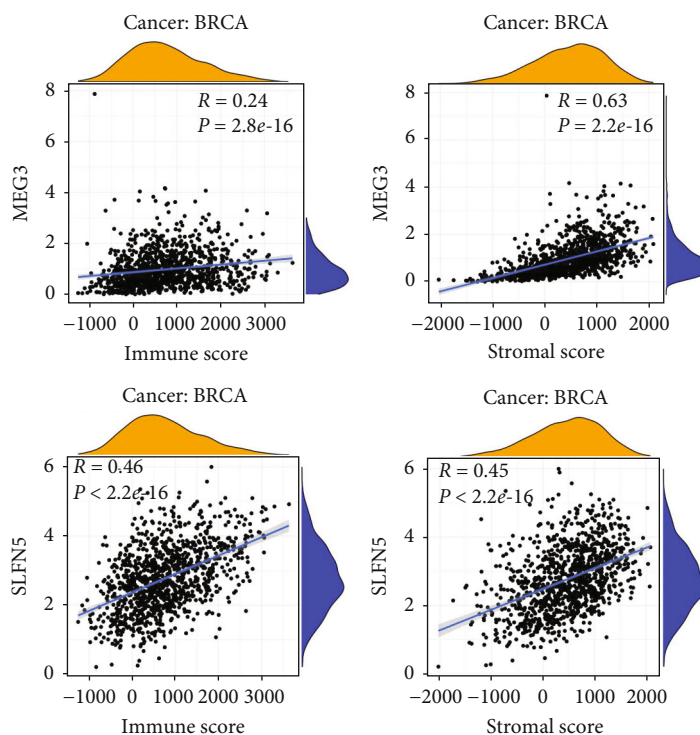 Cancer: BRCA
R = 0.24
P = 2.8e-16
MEG3
8
6
4
2
0
−1000 0 1000 2000 3000
Immune score
Cancer: BRCA
R = 0.63
P = 2.2e-16
MEG3
8
6
4
2
0
−2000 −1000 0 1000 2000
Stromal score
Cancer: BRCA
R = 0.46
P < 2.2e-16
SLFN5
6
4
2
0
−1000 0 1000 2000 3000
Immune score
Cancer: BRCA
R = 0.45
P < 2.2e-16
SLFN5
6
4
2
0
−2000 −1000 0 1000 2000
Stromal score